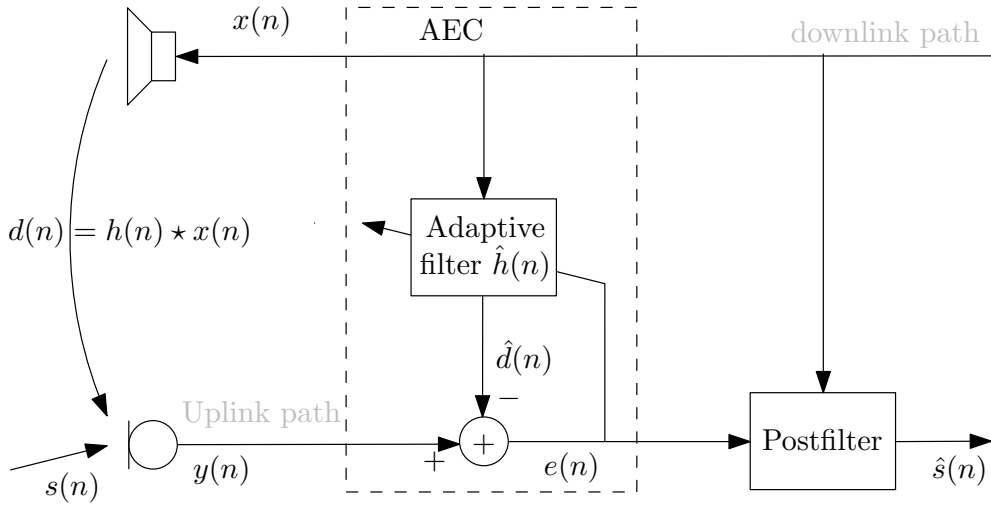 x(n)
AEC
downlink path
d(n) = h(n) ⋆ x(n)
Adaptive
filter ĥ(n)
d̂(n)
−
Uplink path
+
+
Postfilter
s(n)
y(n)
e(n)
ŝ(n)